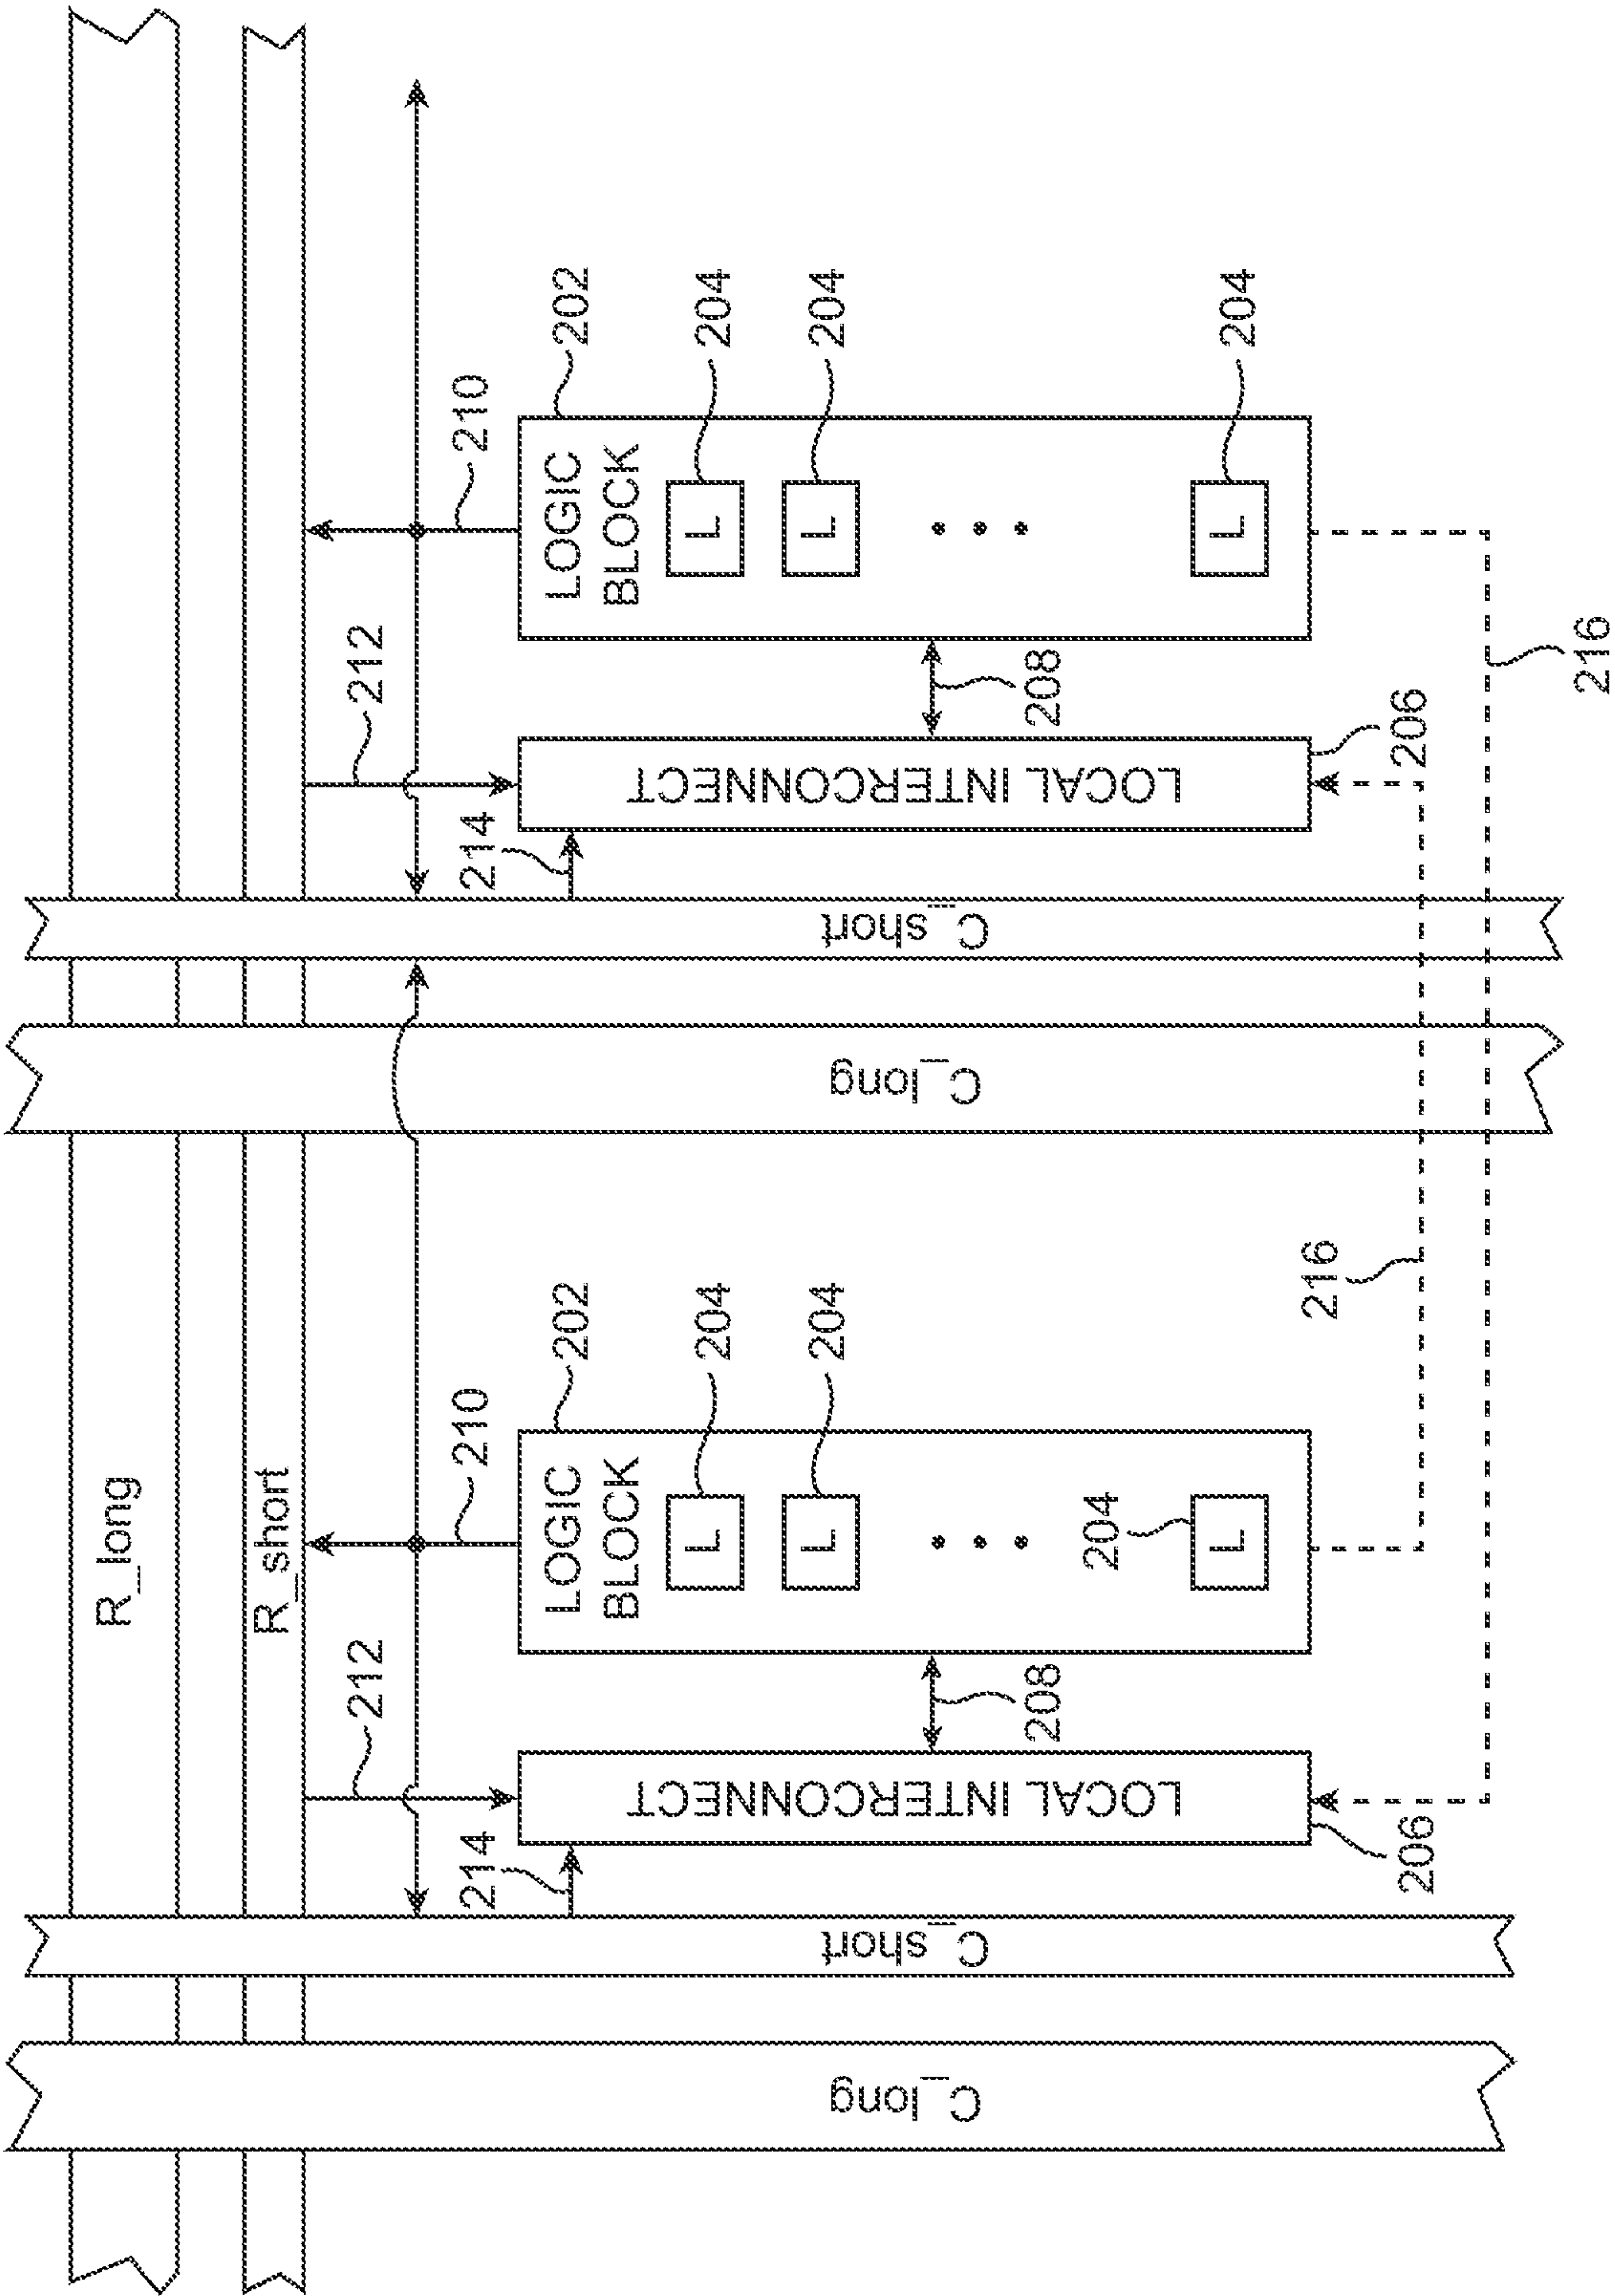 R_long
R_short
212
212
214
210
214
210
LOGIC
BLOCK
202
LOGIC
BLOCK
202
L
204
L
204
L
204
L
204
C_long
C_short
LOCAL INTERCONNECT
C_long
C_short
LOCAL INTERCONNECT
208
208
204
L
L
204
216
206
206
216